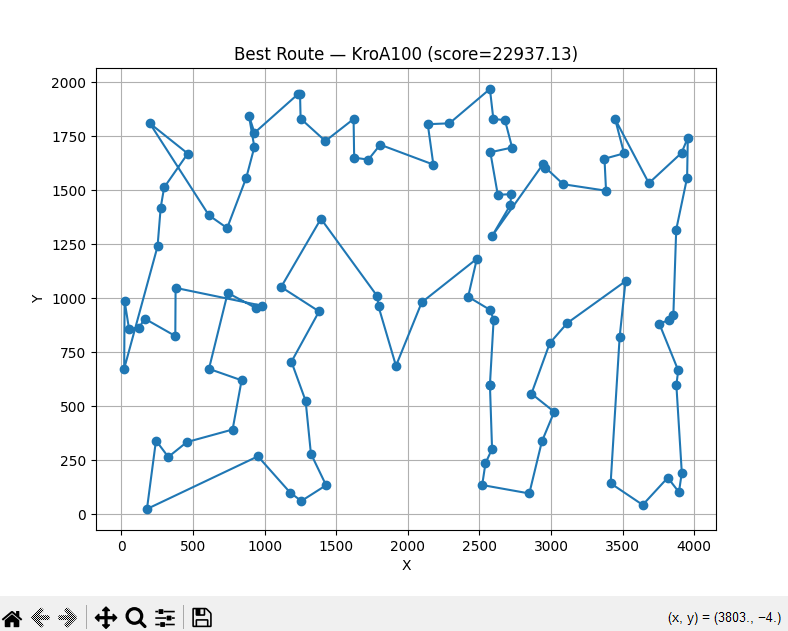 Best Route — KroA100 (score=22937.13)
2000
1750
1500
1250
1000
750
500
250
0
Y
0 500 1000 1500 2000 2500 3000 3500 4000
X
(x, y) = (3803., −4.)